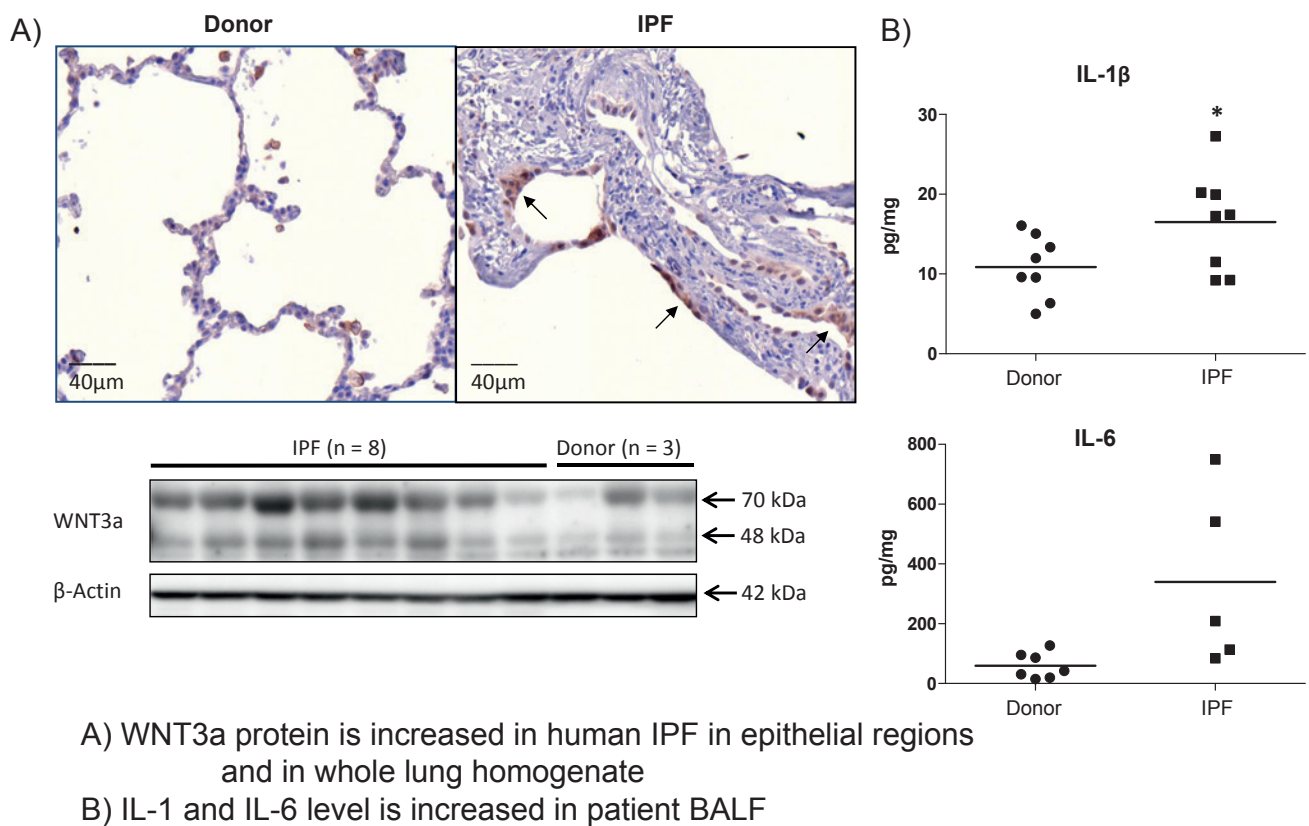 A)
Donor
IPF
40µm
40µm
IPF (n = 8)
Donor (n = 3)
WNT3a
70 kDa
48 kDa
β-Actin
42 kDa
B)
IL-1β
*
30
20
10
0
pg/mg
Donor
IPF
IL-6
800
600
400
200
0
pg/mg
Donor
IPF
A) WNT3a protein is increased in human IPF in epithelial regions
and in whole lung homogenate
B) IL-1 and IL-6 level is increased in patient BALF